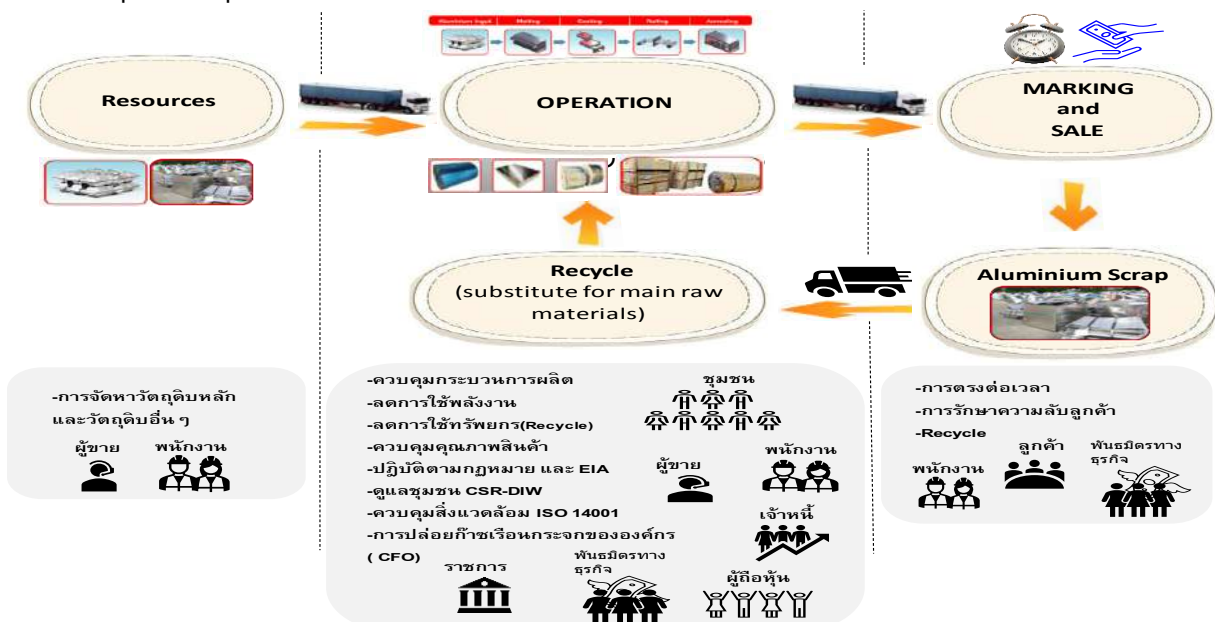 Aluminium Ingot
Melting
Casting
Rolling
Annealing
Resources
OPERATION
MARKING
and
SALE
Recycle
(substitute for main raw
materials)
Aluminium Scrap
-การจัดหาวัตถุดิบหลัก
และวัตถุดิบอื่น ๆ
ผู้ขาย
พนักงาน
-ควบคุมกระบวนการผลิต
-ลดการใช้พลังงาน
-ลดการใช้ทรัพยกร(Recycle)
-ควบคุมคุณภาพสินค้า
-ปฎิบัติตามกฎหมาย และ EIA
-ดูแลชุมชน CSR-DIW
-ควบคุมสิ่งแวดล้อม ISO 14001
-การปล่อยก๊าซเรือนกระจกขององค์กร
( CFO)
ชุมชน
ผู้ขาย
พนักงาน
เจ้าหนี้
ราชการ
พันธมิตรทาง
ธุรกิจ
ผู้ถือหุ้น
-การตรงต่อเวลา
-การรักษาความลับลูกค้า
-Recycle
พนักงาน
ลูกค้า
พันธมิตรทาง
ธุรกิจ